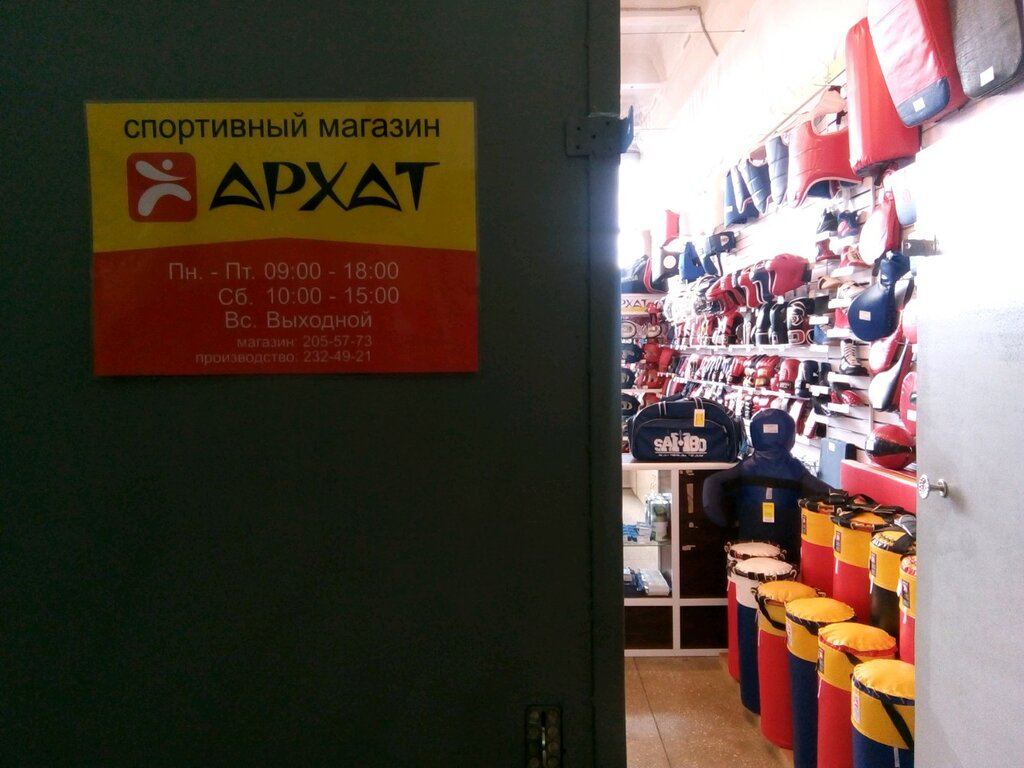 спортивный магазин
АРХАТ
Пн. - Пт. 09:00 - 18:00
Сб. 10:00 - 15:00
Вс. Выходной
магазин: 205-57-73
производство: 232-49-21
SAMBO